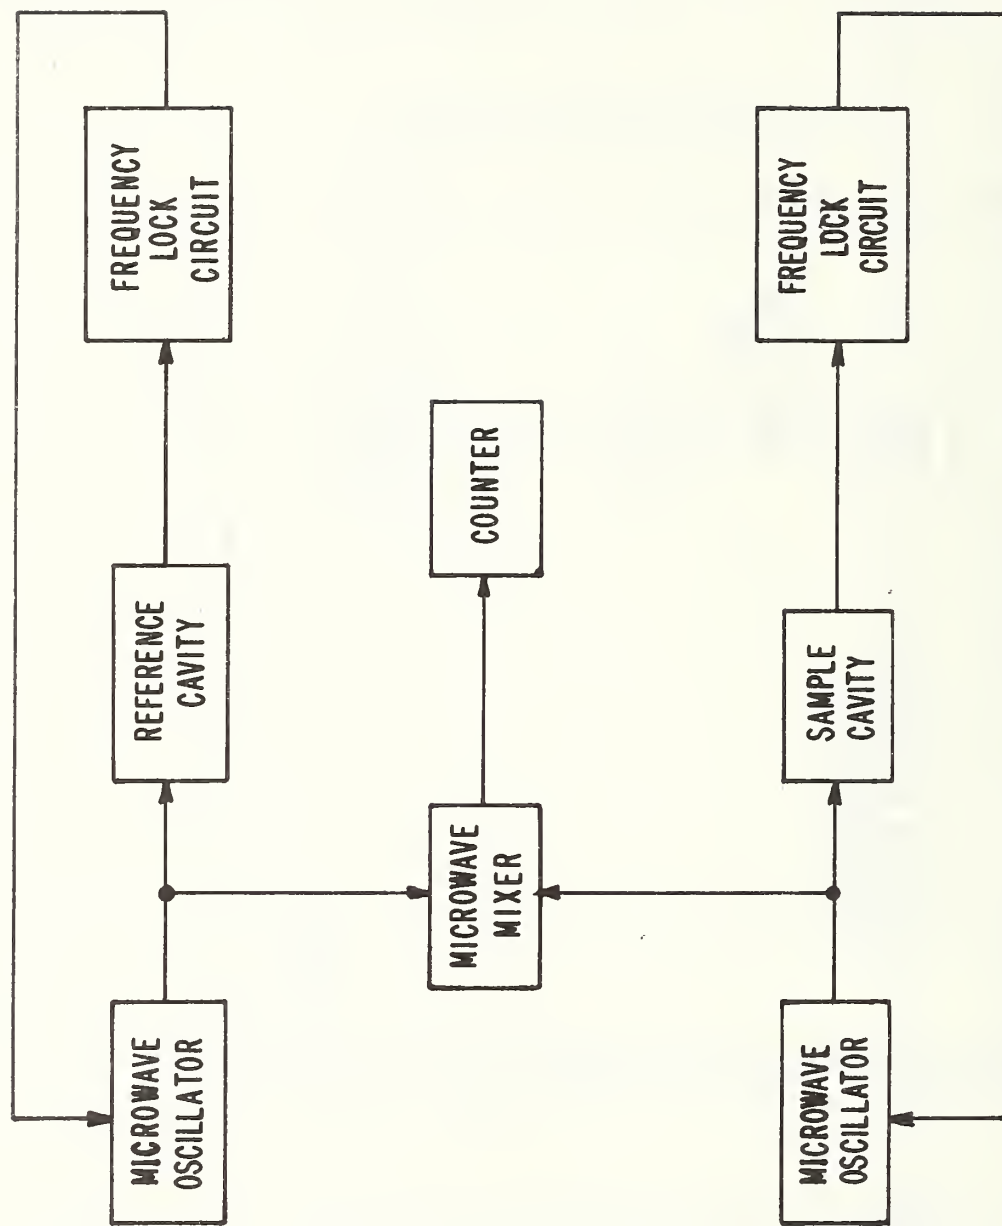 MICROWAVE
OSCILLATOR
REFERENCE
CAVITY
FREQUENCY
LOCK
CIRCUIT
MICROWAVE
MIXER
COUNTER
MICROWAVE
OSCILLATOR
SAMPLE
CAVITY
FREQUENCY
LOCK
CIRCUIT